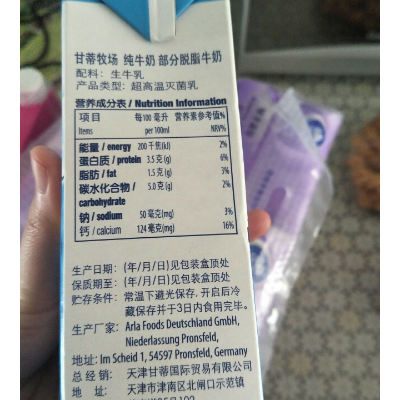 甘蒂牧场 纯牛奶 部分脱脂牛奶
配料：生牛乳
产品类型：超高温灭菌乳
营养成分表 / Nutrition Information
项目 每100 毫升 营养素参考值%
Items per 100ml NRV%
能量 / energy 200 千焦(kJ) 2%
蛋白质 / protein 3.5 克(g) 6%
脂肪 / fat 1.5 克(g) 3%
碳水化合物 / 5.0 克(g) 2%
carbohydrate
钠 / sodium 50 毫克(mg) 3%
钙 / calcium 124 毫克(mg) 16%
生产日期：(年/月/日)见包装盒顶处
保质期至：(年/月/日)见包装盒顶处
贮存条件：常温下避光保存，开启后冷
藏保存并于3日内食用完毕。
生产厂家：Arla Foods Deutschland GmbH,
Niederlassung Pronsfeld,
地址: Im Scheid 1, 54597 Pronsfeld, Germany
总 经 销：天津甘蒂国际贸易有限公司
地 址：天津市津南区北闸口示范镇